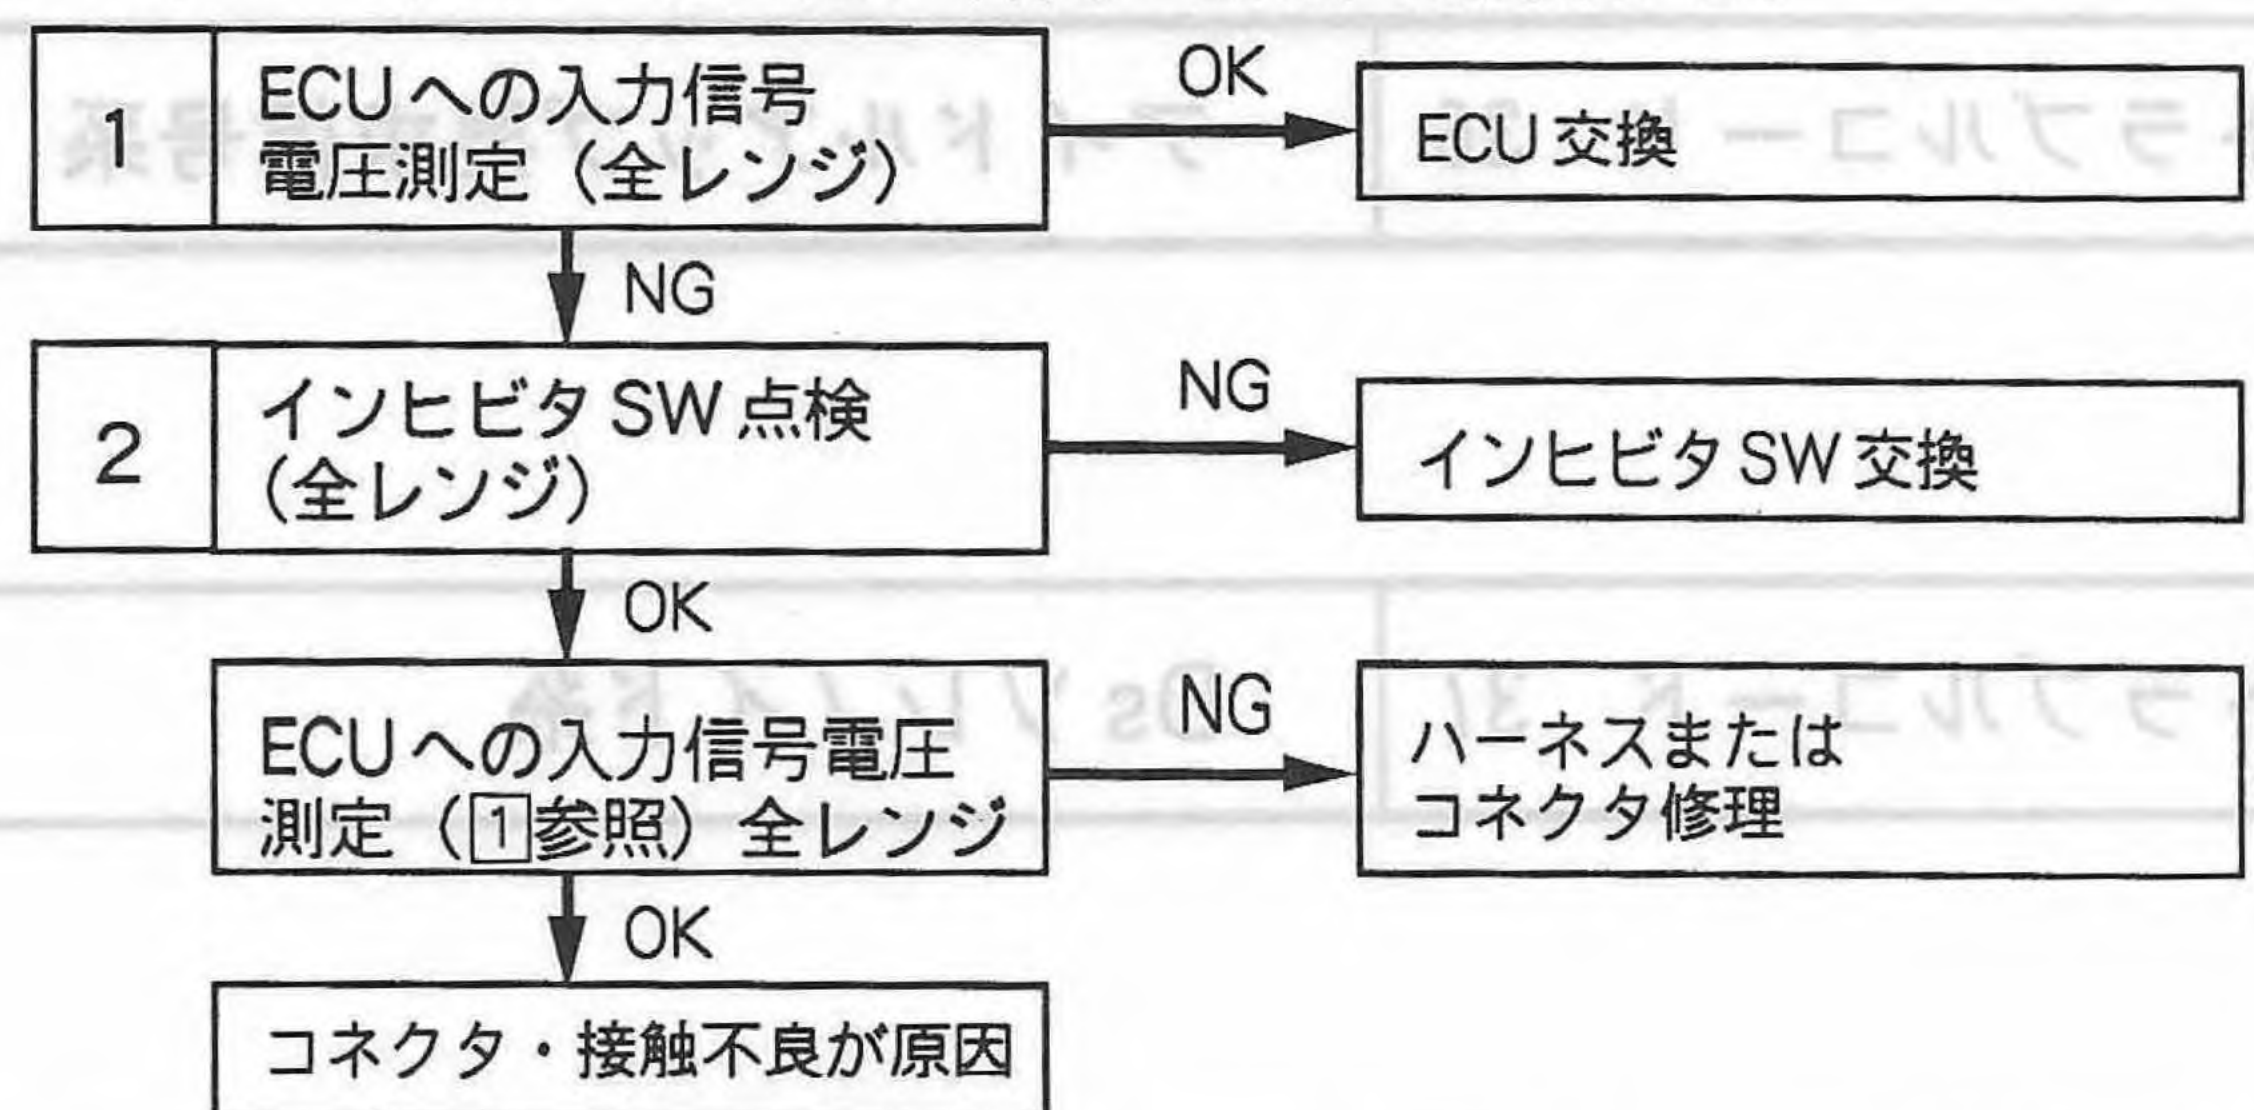 1
ECUへの入力信号
電圧測定（全レンジ）
OK
ECU交換
NG
2
インヒビタSW点検
（全レンジ）
NG
インヒビタSW交換
OK
ECUへの入力信号電圧
測定（1参照）全レンジ
NG
ハーネスまたは
コネクタ修理
OK
コネクタ・接触不良が原因